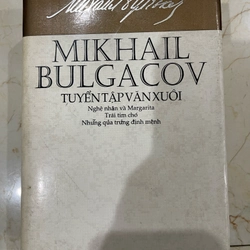 MIKHAIL
BULGACOV
TUYỂN TẬP VĂN XUÔI
Nghệ nhân và Margarita
Trái tim chó
Những quả trứng định mệnh